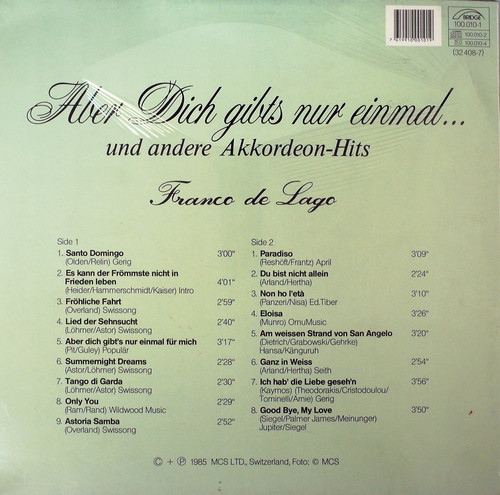 BRIDGE
100.010-1
100.010-2
100.010-4
(32 408-7)
Aber Dich gibts nur einmal...
und andere Akkordeon-Hits
Franco de Lago
Side 1
1. Santo Domingo 3'00"
(Olden/Relin) Gerig
2. Es kann der Frömmste nicht in
Frieden leben 4'01"
(Heider/Hammerschmidt/Kaiser) Intro
3. Fröhliche Fahrt 2'59"
(Overland) Swissong
4. Lied der Sehnsucht 2'40"
(Löhmer/Astor) Swissong
5. Aber dich gibt's nur einmal für mich 3'17"
(Pit/Guley) Populär
6. Summernight Dreams 2'28"
(Astor/Löhmer) Swissong
7. Tango di Garda 2'30"
(Löhmer/Astor) Swissong
8. Only You 2'29"
(Ram/Rand) Wildwood Music
9. Astoria Samba 2'52"
(Overland) Swissong
Side 2
1. Paradiso 3'09"
(Reshöft/Frantz) April
2. Du bist nicht allein 2'24"
(Arland/Hertha)
3. Non ho l'età 3'10"
(Panzeri/Nisa) Ed.Tiber
4. Eloisa 3'26"
(Munro) OmuMusic
5. Am weissen Strand von San Angelo 3'20"
(Dietrich/Grabowski/Gehrke)
Hansa/Känguruh
6. Ganz in Weiss 2'54"
(Arland/Hertha) Seith
7. Ich hab' die Liebe geseh'n 3'56"
(Kaymos) (Theodorakis/Cristodoulou/
Tominelli/Amie) Gerig
8. Good Bye, My Love 3'50"
(Siegel/Palmer James/Meinunger)
Jupiter/Siegel
© + ℗ 1985 MCS LTD., Switzerland, Foto: © MCS